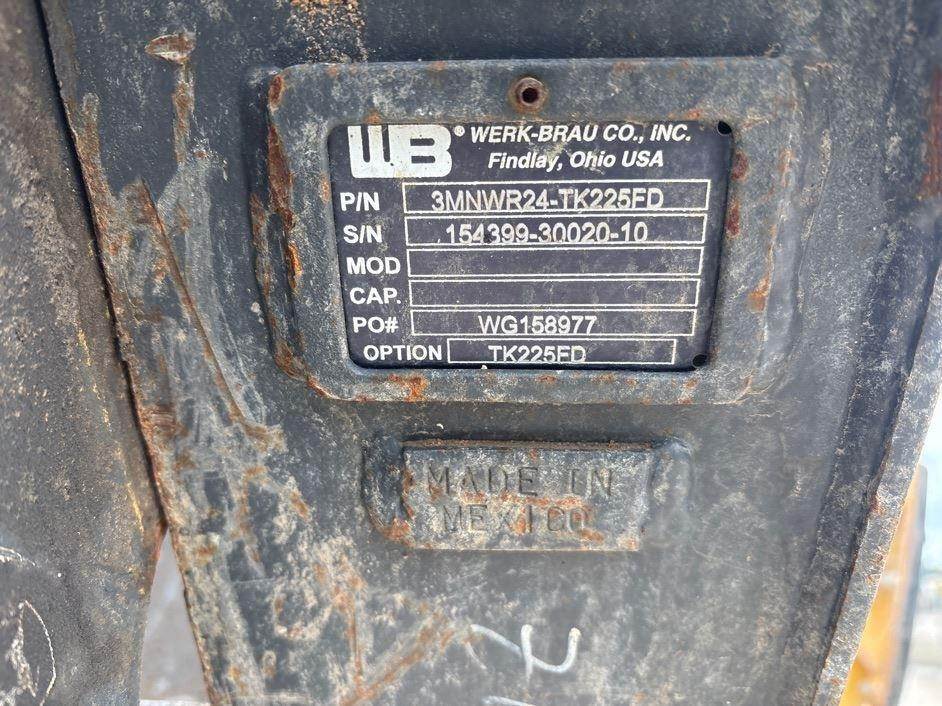 WB® WERK-BRAU CO., INC.
Findlay, Ohio USA
P/N 3MNWR24-TK225FD
S/N 154399-30020-10
MOD
CAP.
PO# WG158977
OPTION TK225FD
MADE IN
MEXICO